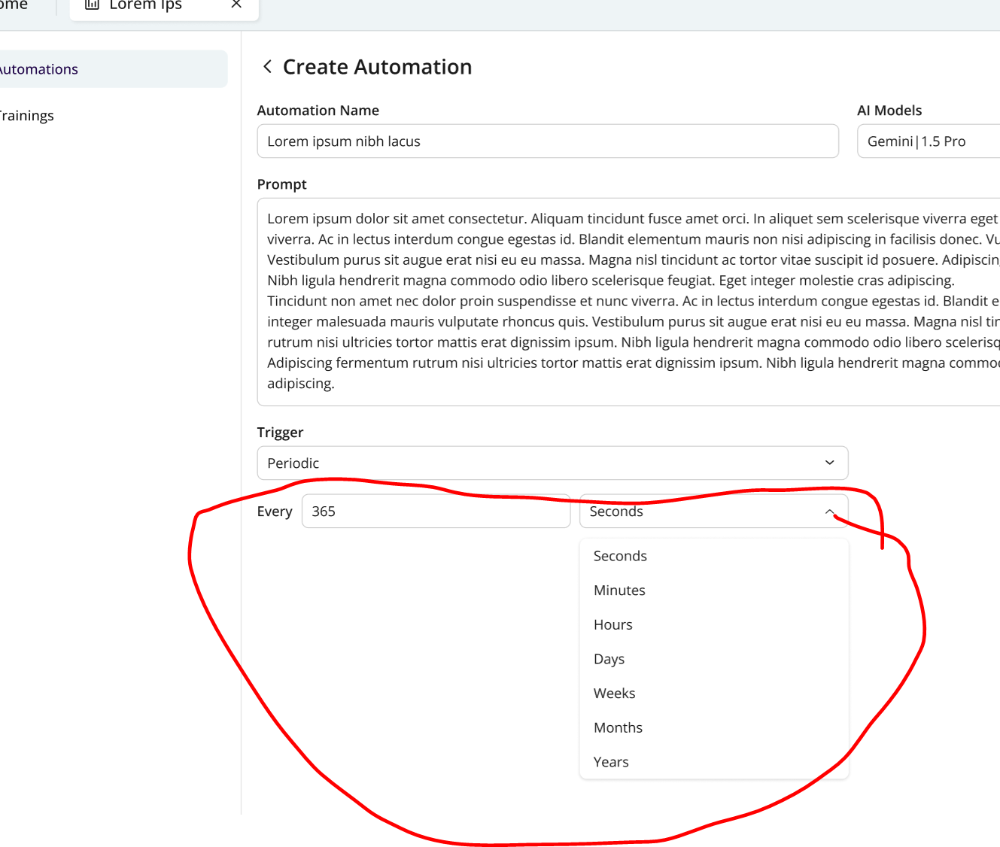 ome
Lorem Ips
Automations
Trainings
Create Automation
Automation Name
AI Models
Lorem ipsum nibh lacus
Gemini|1.5 Pro
Prompt
Lorem ipsum dolor sit amet consectetur. Aliquam tincidunt fusce amet orci. In aliquet sem scelerisque viverra eget
viverra. Ac in lectus interdum congue egestas id. Blandit elementum mauris non nisi adipiscing in facilisis donec. Vu
Vestibulum purus sit augue erat nisi eu eu massa. Magna nisl tincidunt ac tortor vitae suscipit id posuere. Adipiscing
Nibh ligula hendrerit magna commodo odio libero scelerisque feugiat. Eget integer molestie cras adipiscing.
Tincidunt non amet nec dolor proin suspendisse et nunc viverra. Ac in lectus interdum congue egestas id. Blandit e
integer malesuada mauris vulputate rhoncus quis. Vestibulum purus sit augue erat nisi eu eu massa. Magna nisl tin
rutrum nisi ultricies tortor mattis erat dignissim ipsum. Nibh ligula hendrerit magna commodo odio libero scelerisq
Adipiscing fermentum rutrum nisi ultricies tortor mattis erat dignissim ipsum. Nibh ligula hendrerit magna commod
adipiscing.
Trigger
Periodic
Every
365
Seconds
Seconds
Minutes
Hours
Days
Weeks
Months
Years